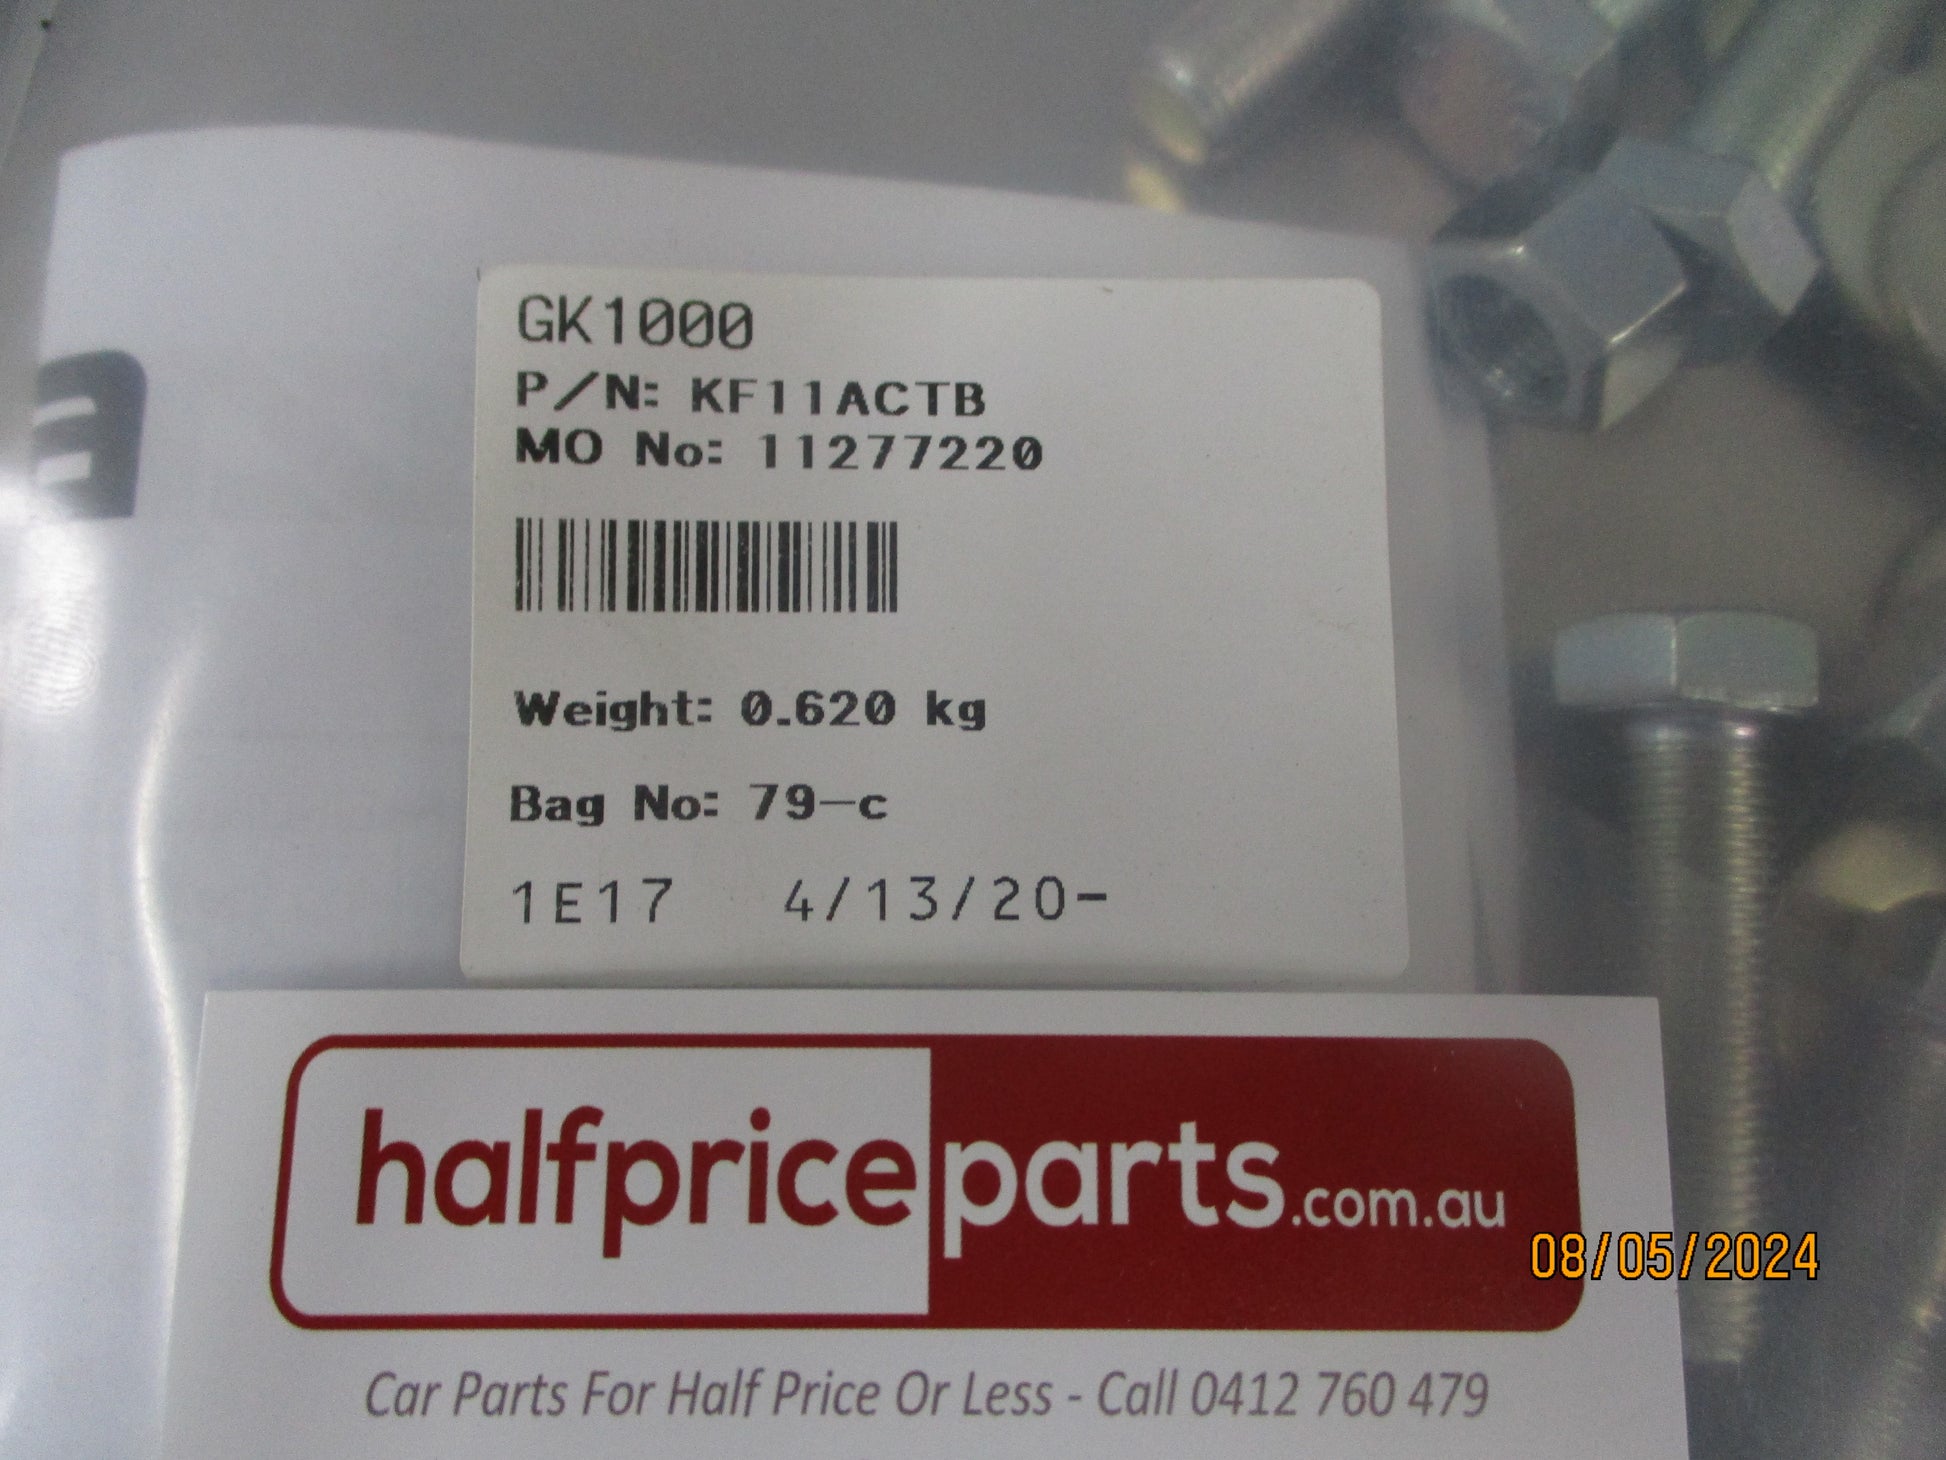 GK1000
P/N: KF11ACTB
MO No: 11277220
Weight: 0.620 kg
Bag No: 79-c
1E17 4/13/20-
halfpriceparts.com.au
08/05/2024
Car Parts For Half Price Or Less - Call 0412 760 479